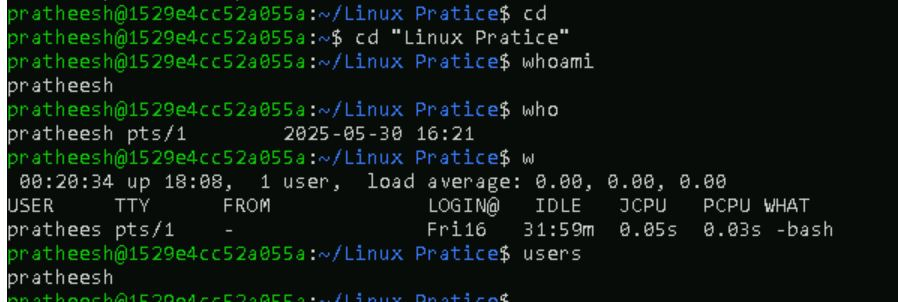 pratheesh@1529e4cc52a055a:~/Linux Pratice$ cd
pratheesh@1529e4cc52a055a:~$ cd "Linux Pratice"
pratheesh@1529e4cc52a055a:~/Linux Pratice$ whoami
pratheesh
pratheesh@1529e4cc52a055a:~/Linux Pratice$ who
pratheesh pts/1        2025-05-30 16:21
pratheesh@1529e4cc52a055a:~/Linux Pratice$ w
 00:20:34 up 18:08,  1 user,  load average: 0.00, 0.00, 0.00
USER     TTY      FROM             LOGIN@   IDLE   JCPU   PCPU WHAT
prathees pts/1    -                Fri16   31:59m  0.05s  0.03s -bash
pratheesh@1529e4cc52a055a:~/Linux Pratice$ users
pratheesh
pratheesh@1529e4cc52a055a:~/Linux Pratice$